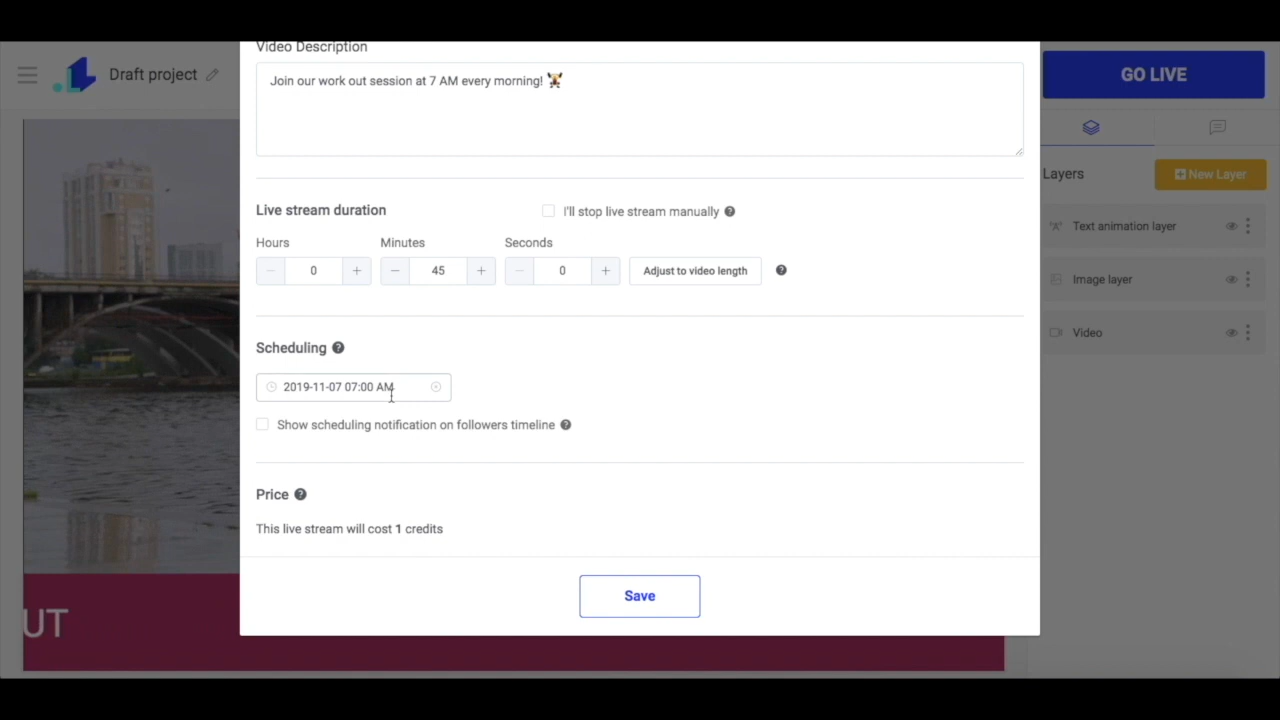 Video Description
Draft project
GO LIVE
Join our work out session at 7 AM every morning! 🏋️
Layers
New Layer
Live stream duration
I'll stop live stream manually
Text animation layer
Hours
Minutes
Seconds
0
45
0
Adjust to video length
Image layer
Video
Scheduling
2019-11-07 07:00 AM
Show scheduling notification on followers timeline
Price
This live stream will cost 1 credits
Save
UT